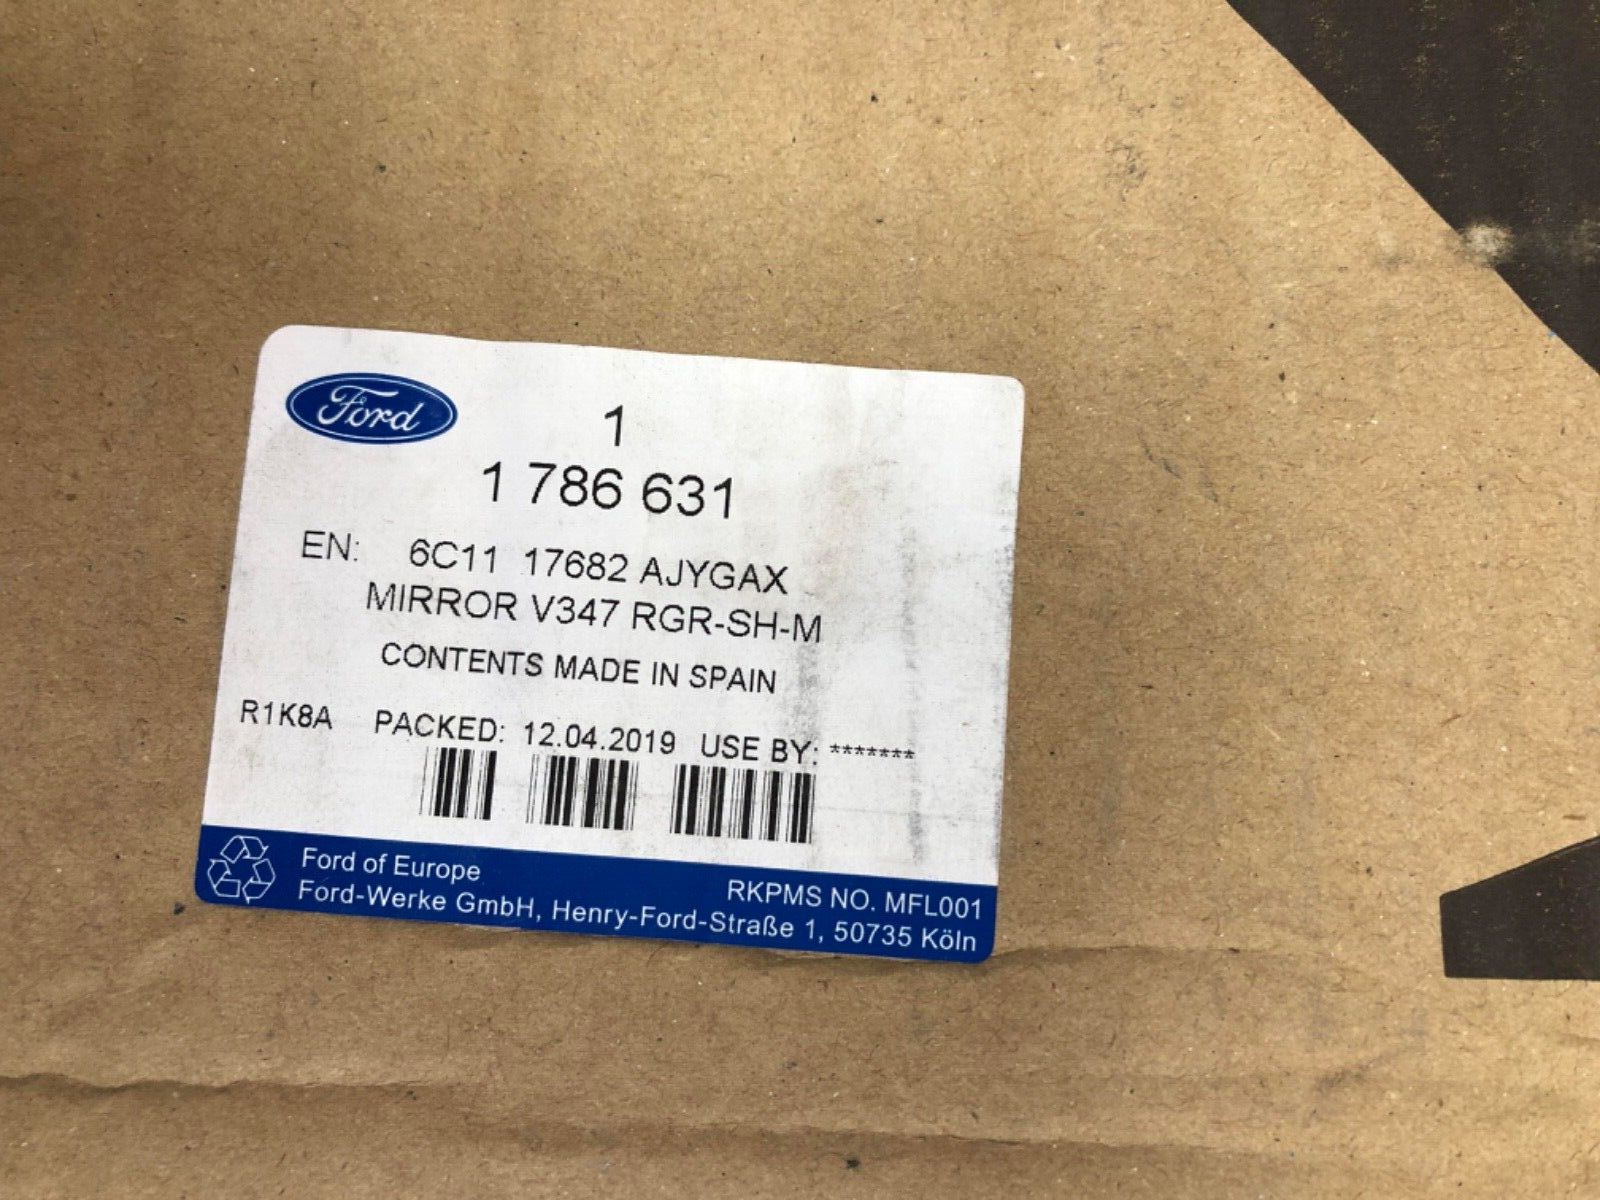 Ford
1
1 786 631
EN: 6C11 17682 AJYGAX
MIRROR V347 RGR-SH-M
CONTENTS MADE IN SPAIN
R1K8A PACKED: 12.04.2019 USE BY: *******
Ford of Europe
RKPMS NO. MFL001
Ford-Werke GmbH, Henry-Ford-Straße 1, 50735 Köln